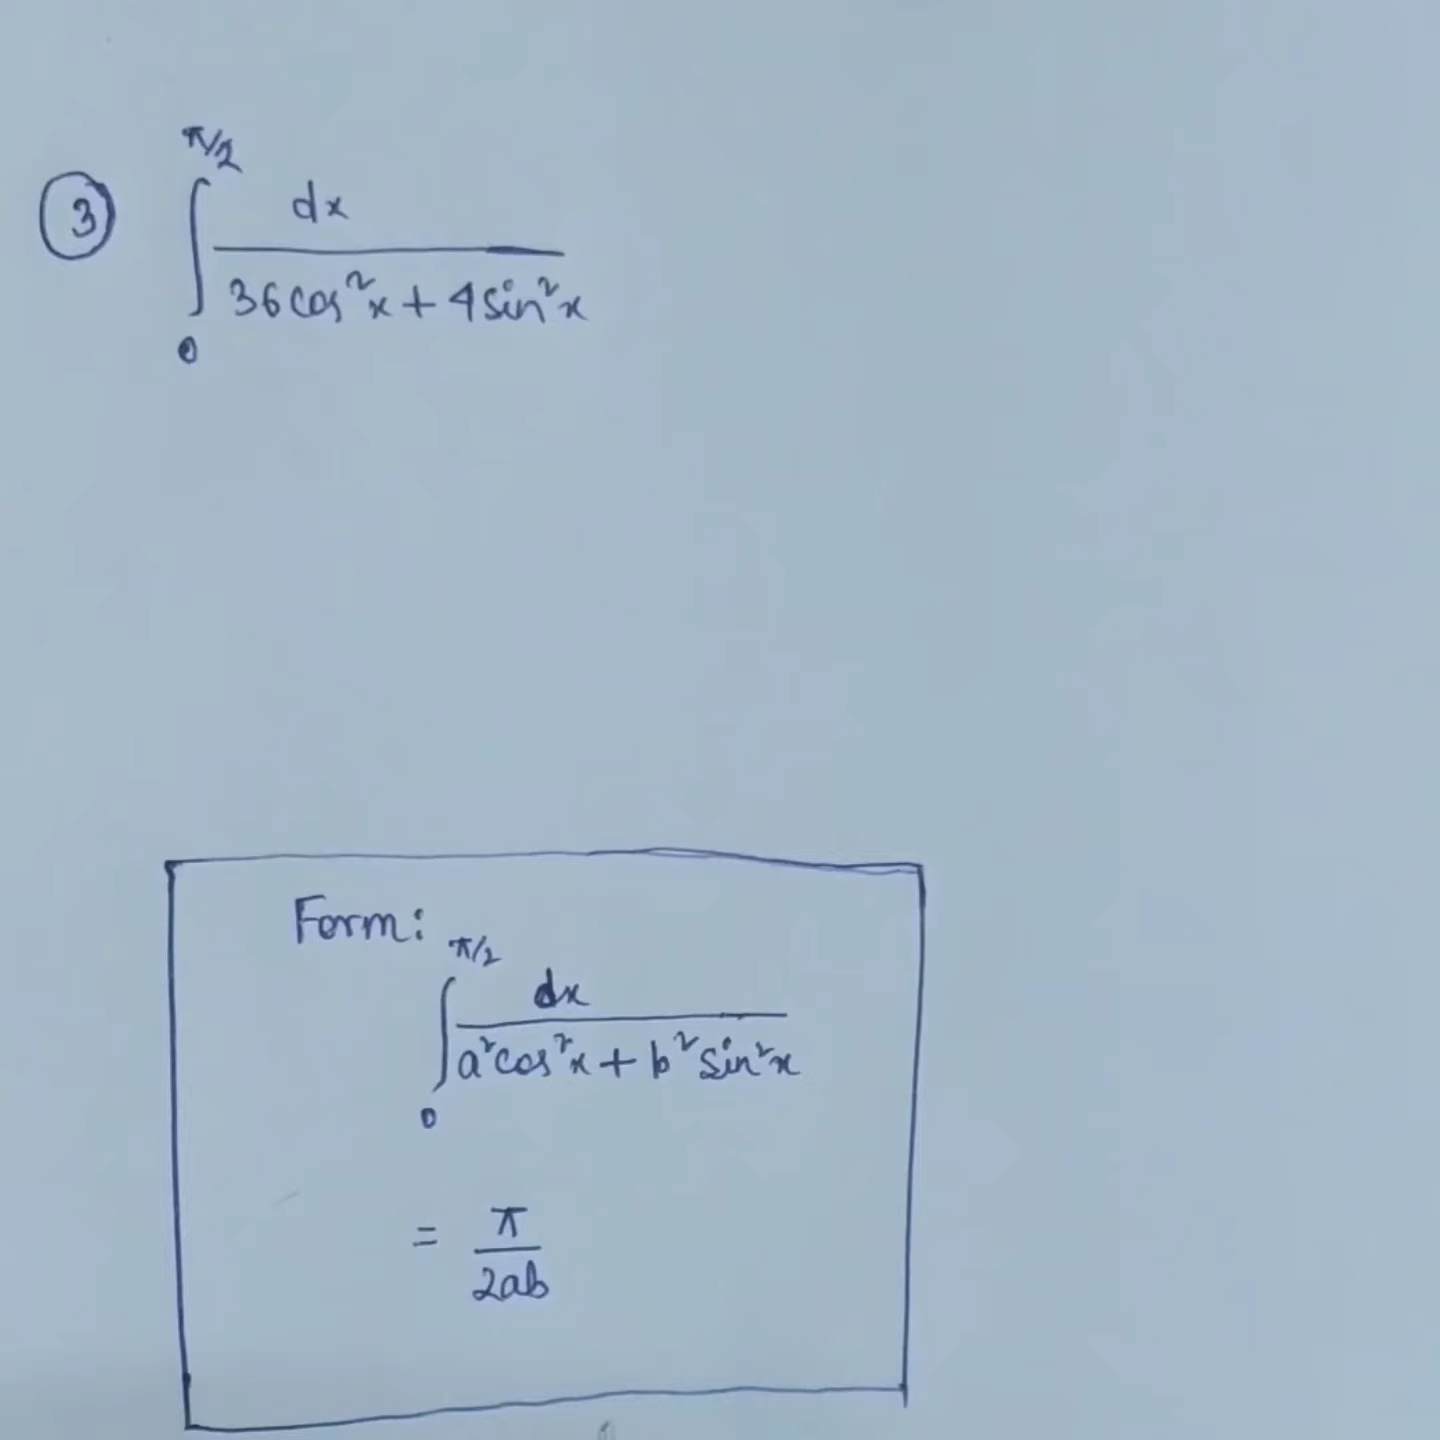 ③ ∫₀^{π/2} dx / (36cos²x + 4sin²x)
Form:
∫₀^{π/2} dx / (a²cos²x + b²sin²x)
= π / 2ab